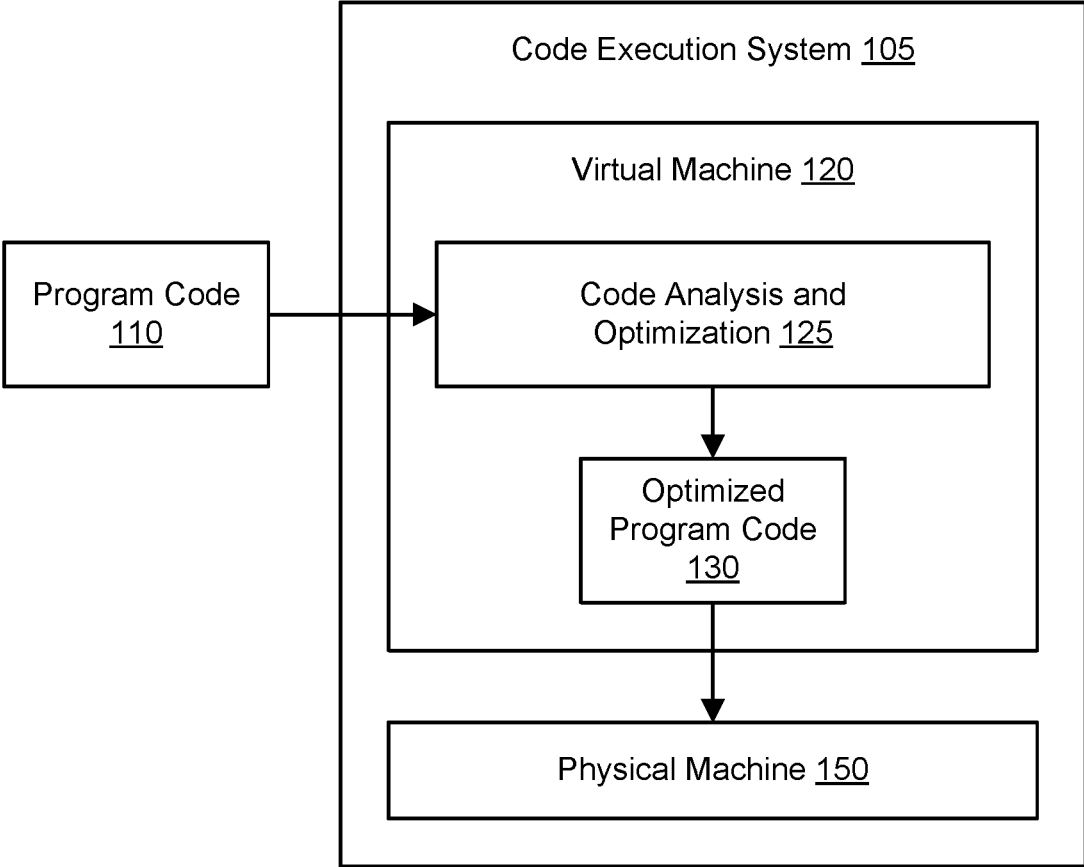 Code Execution System 105
Virtual Machine 120
Program Code
110
Code Analysis and
Optimization 125
Optimized
Program Code
130
Physical Machine 150